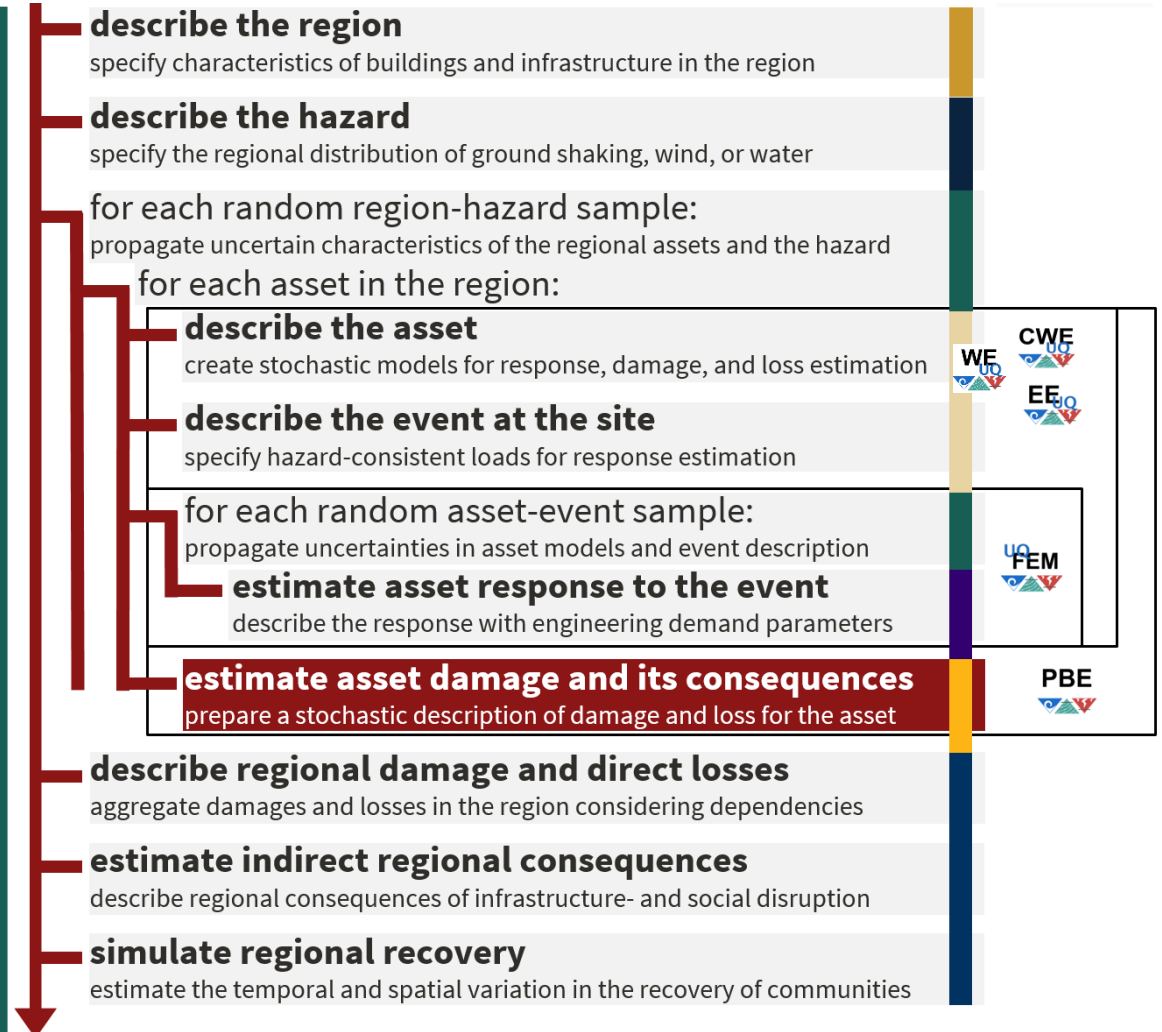 describe the region
specify characteristics of buildings and infrastructure in the region
describe the hazard
specify the regional distribution of ground shaking, wind, or water
for each random region-hazard sample:
propagate uncertain characteristics of the regional assets and the hazard
for each asset in the region:
describe the asset
create stochastic models for response, damage, and loss estimation
WE
UQ
CWE
UQ
EE
UQ
describe the event at the site
specify hazard-consistent loads for response estimation
for each random asset-event sample:
propagate uncertainties in asset models and event description
UQ
FEM
estimate asset response to the event
describe the response with engineering demand parameters
estimate asset damage and its consequences
prepare a stochastic description of damage and loss for the asset
PBE
describe regional damage and direct losses
aggregate damages and losses in the region considering dependencies
estimate indirect regional consequences
describe regional consequences of infrastructure- and social disruption
simulate regional recovery
estimate the temporal and spatial variation in the recovery of communities